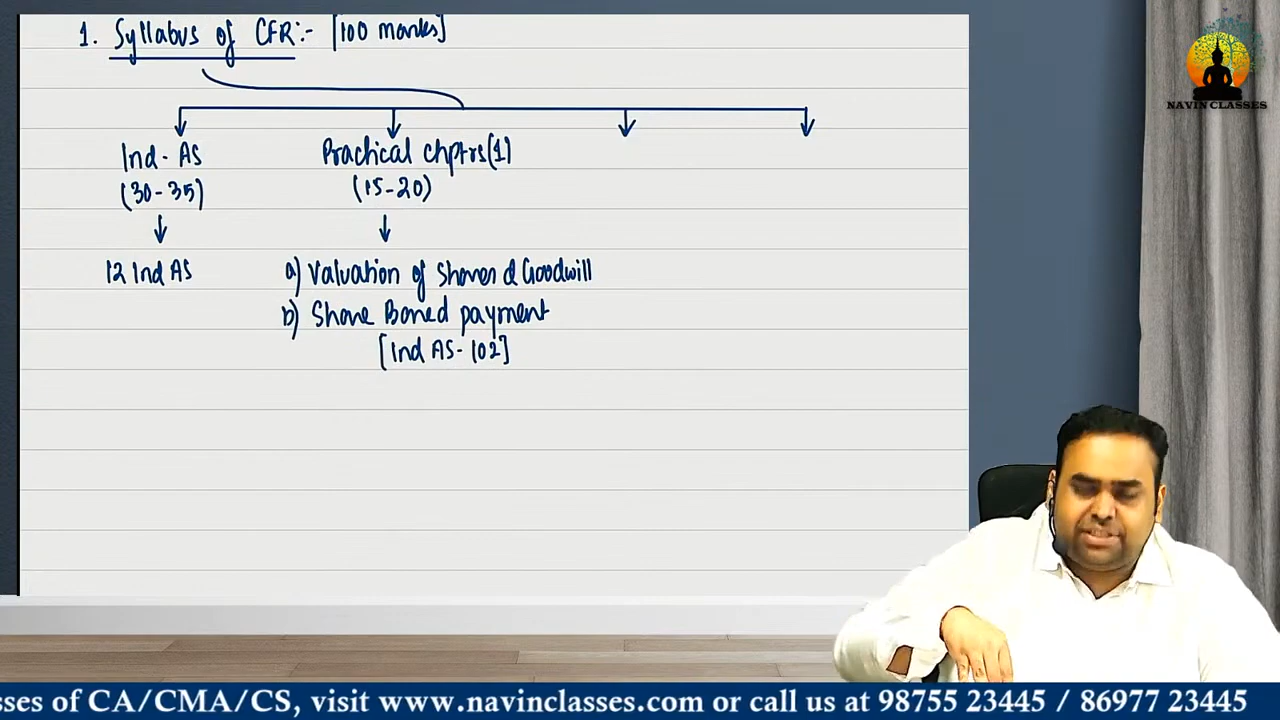 1. Syllabus of CFR:- [100 marks]
NAVIN CLASSES
Ind-AS
(30-35)
12 Ind AS
Practical Chptrs(1)
(15-20)
a) Valuation of Shares & Goodwill
b) Share Based payment
[Ind AS-102]
sses of CA/CMA/CS, visit www.navinclasses.com or call us at 98755 23445 / 86977 23445